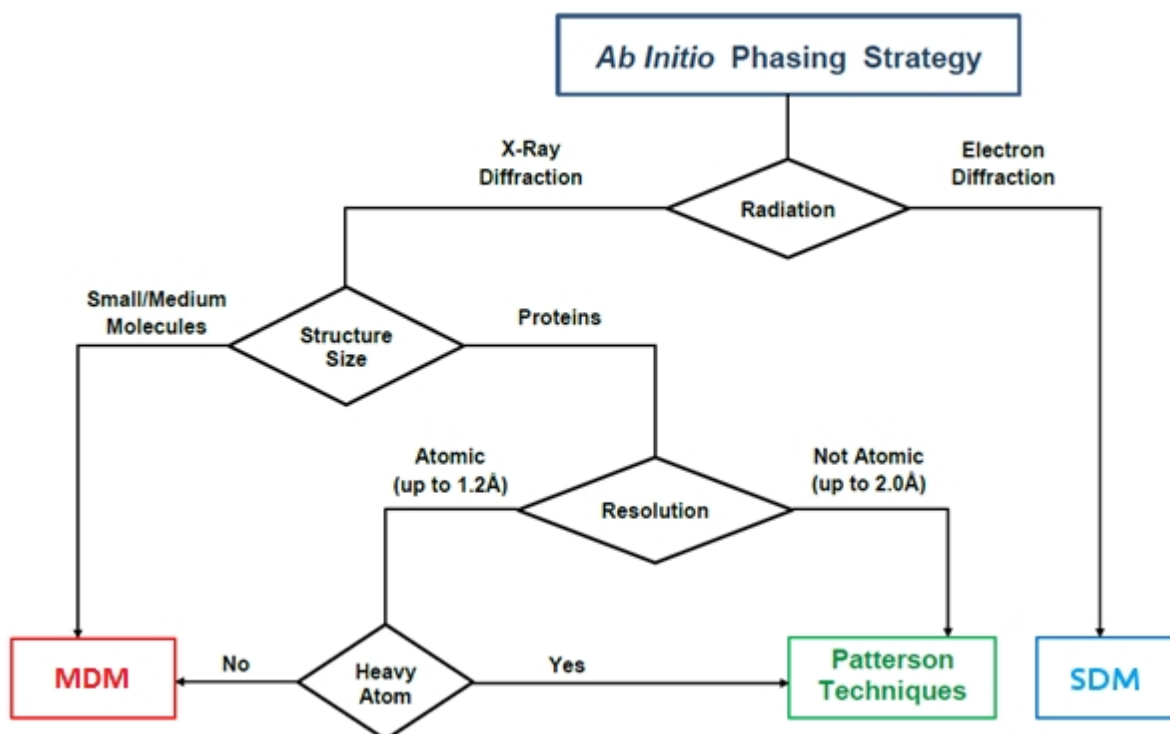 Ab Initio Phasing Strategy
X-Ray
Diffraction
Electron
Diffraction
Radiation
Small/Medium
Molecules
Structure
Size
Proteins
Atomic
(up to 1.2Å)
Not Atomic
(up to 2.0Å)
Resolution
MDM
No
Heavy
Atom
Yes
Patterson
Techniques
SDM